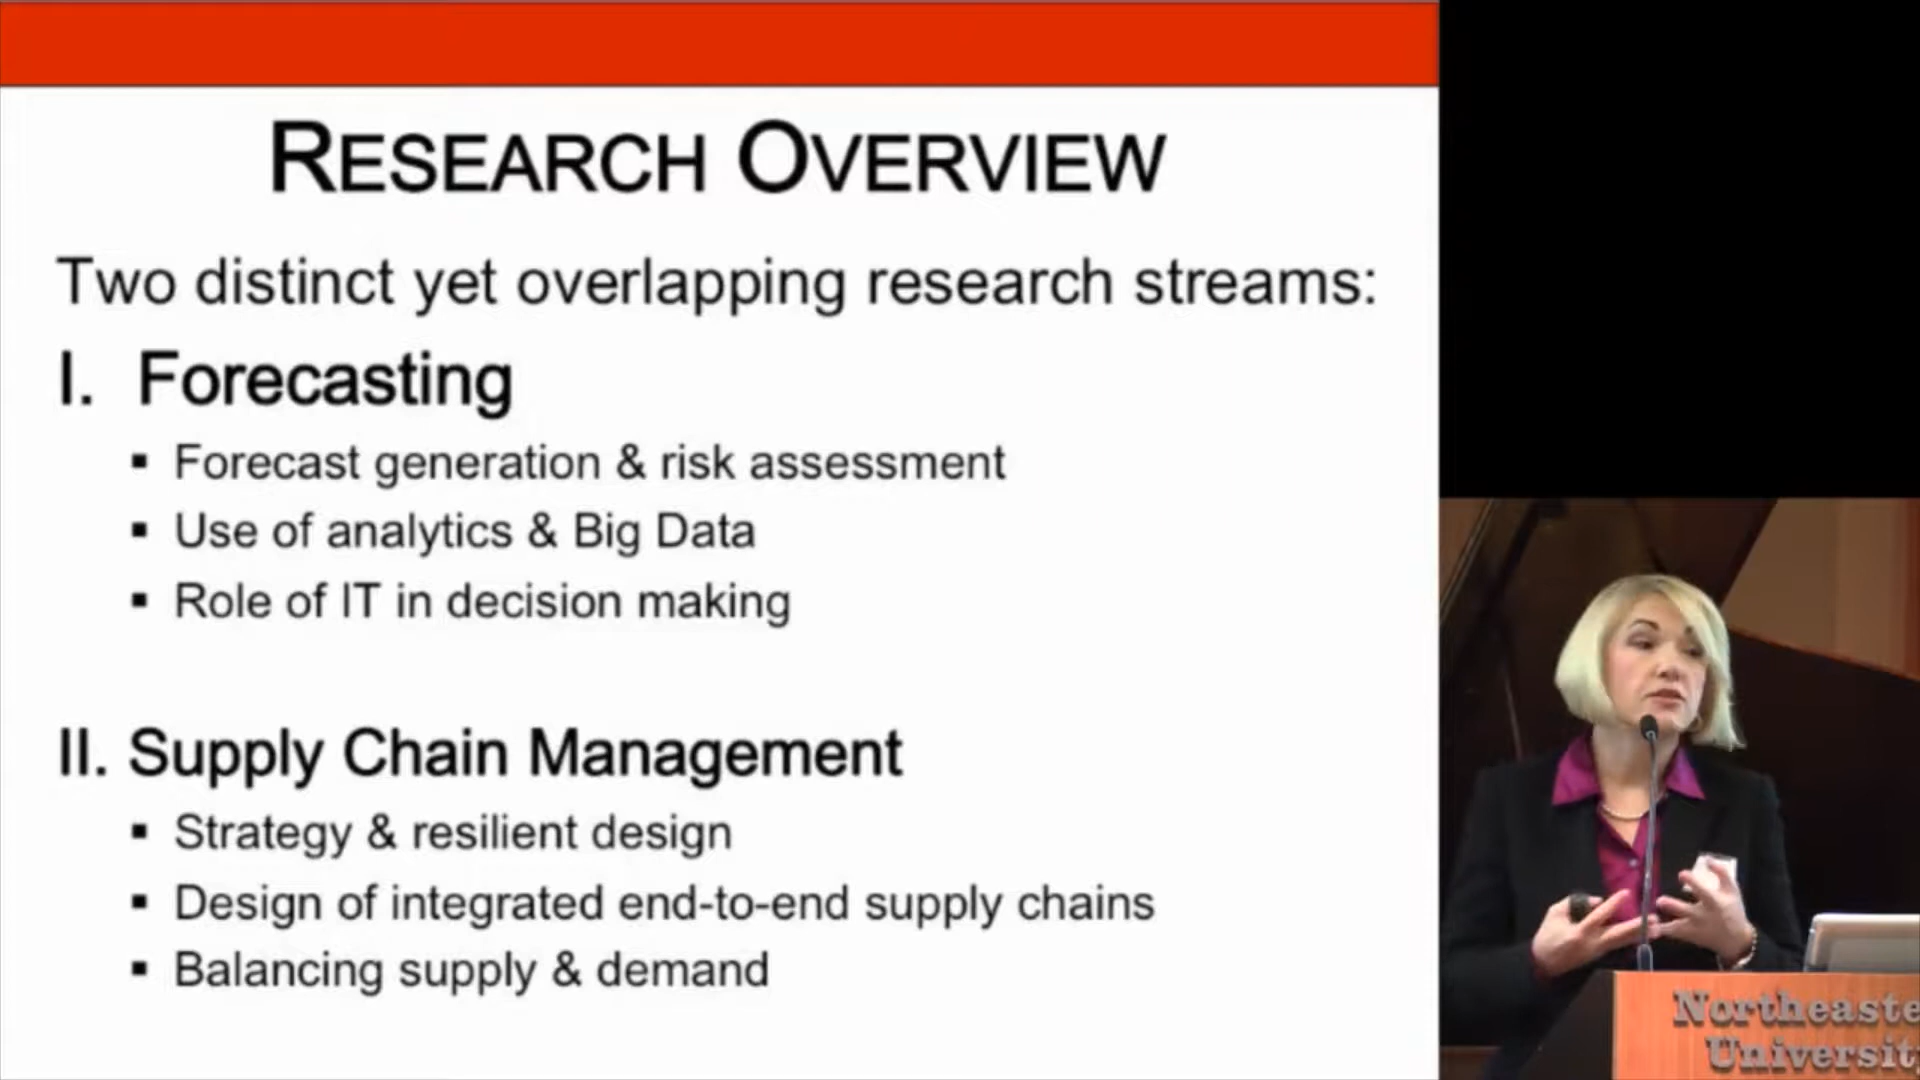 RESEARCH OVERVIEW
Two distinct yet overlapping research streams:
I. Forecasting
▪ Forecast generation & risk assessment
▪ Use of analytics & Big Data
▪ Role of IT in decision making
II. Supply Chain Management
▪ Strategy & resilient design
▪ Design of integrated end-to-end supply chains
▪ Balancing supply & demand
Northeaste
Universit